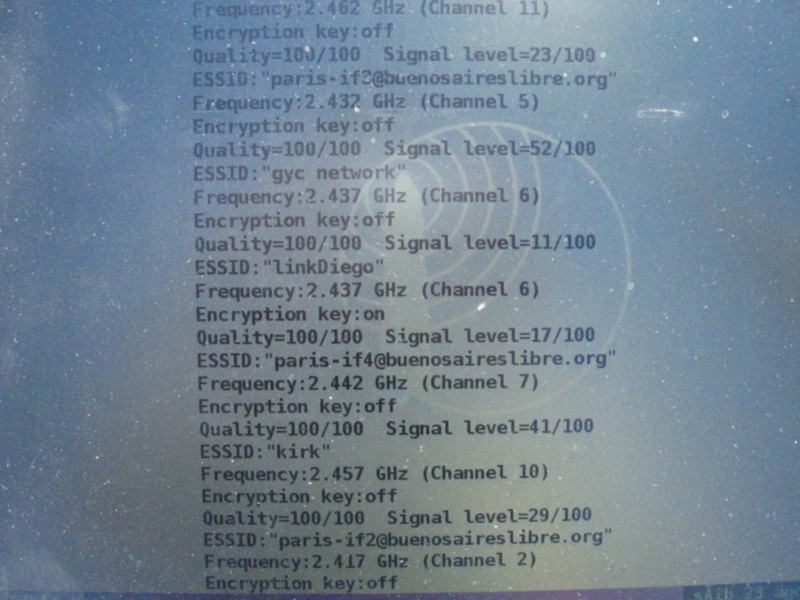 Frequency:2.462 GHz (Channel 11)
Encryption key:off
Quality=100/100  Signal level=23/100
ESSID:"paris-if3@buenosaireslibre.org"
Frequency:2.432 GHz (Channel 5)
Encryption key:off
Quality=100/100  Signal level=52/100
ESSID:"gyc network"
Frequency:2.437 GHz (Channel 6)
Encryption key:off
Quality=100/100  Signal level=11/100
ESSID:"linkDiego"
Frequency:2.437 GHz (Channel 6)
Encryption key:on
Quality=100/100  Signal level=17/100
ESSID:"paris-if4@buenosaireslibre.org"
Frequency:2.442 GHz (Channel 7)
Encryption key:off
Quality=100/100  Signal level=41/100
ESSID:"kirk"
Frequency:2.457 GHz (Channel 10)
Encryption key:off
Quality=100/100  Signal level=29/100
ESSID:"paris-if2@buenosaireslibre.org"
Frequency:2.417 GHz (Channel 2)
Encryption key:off